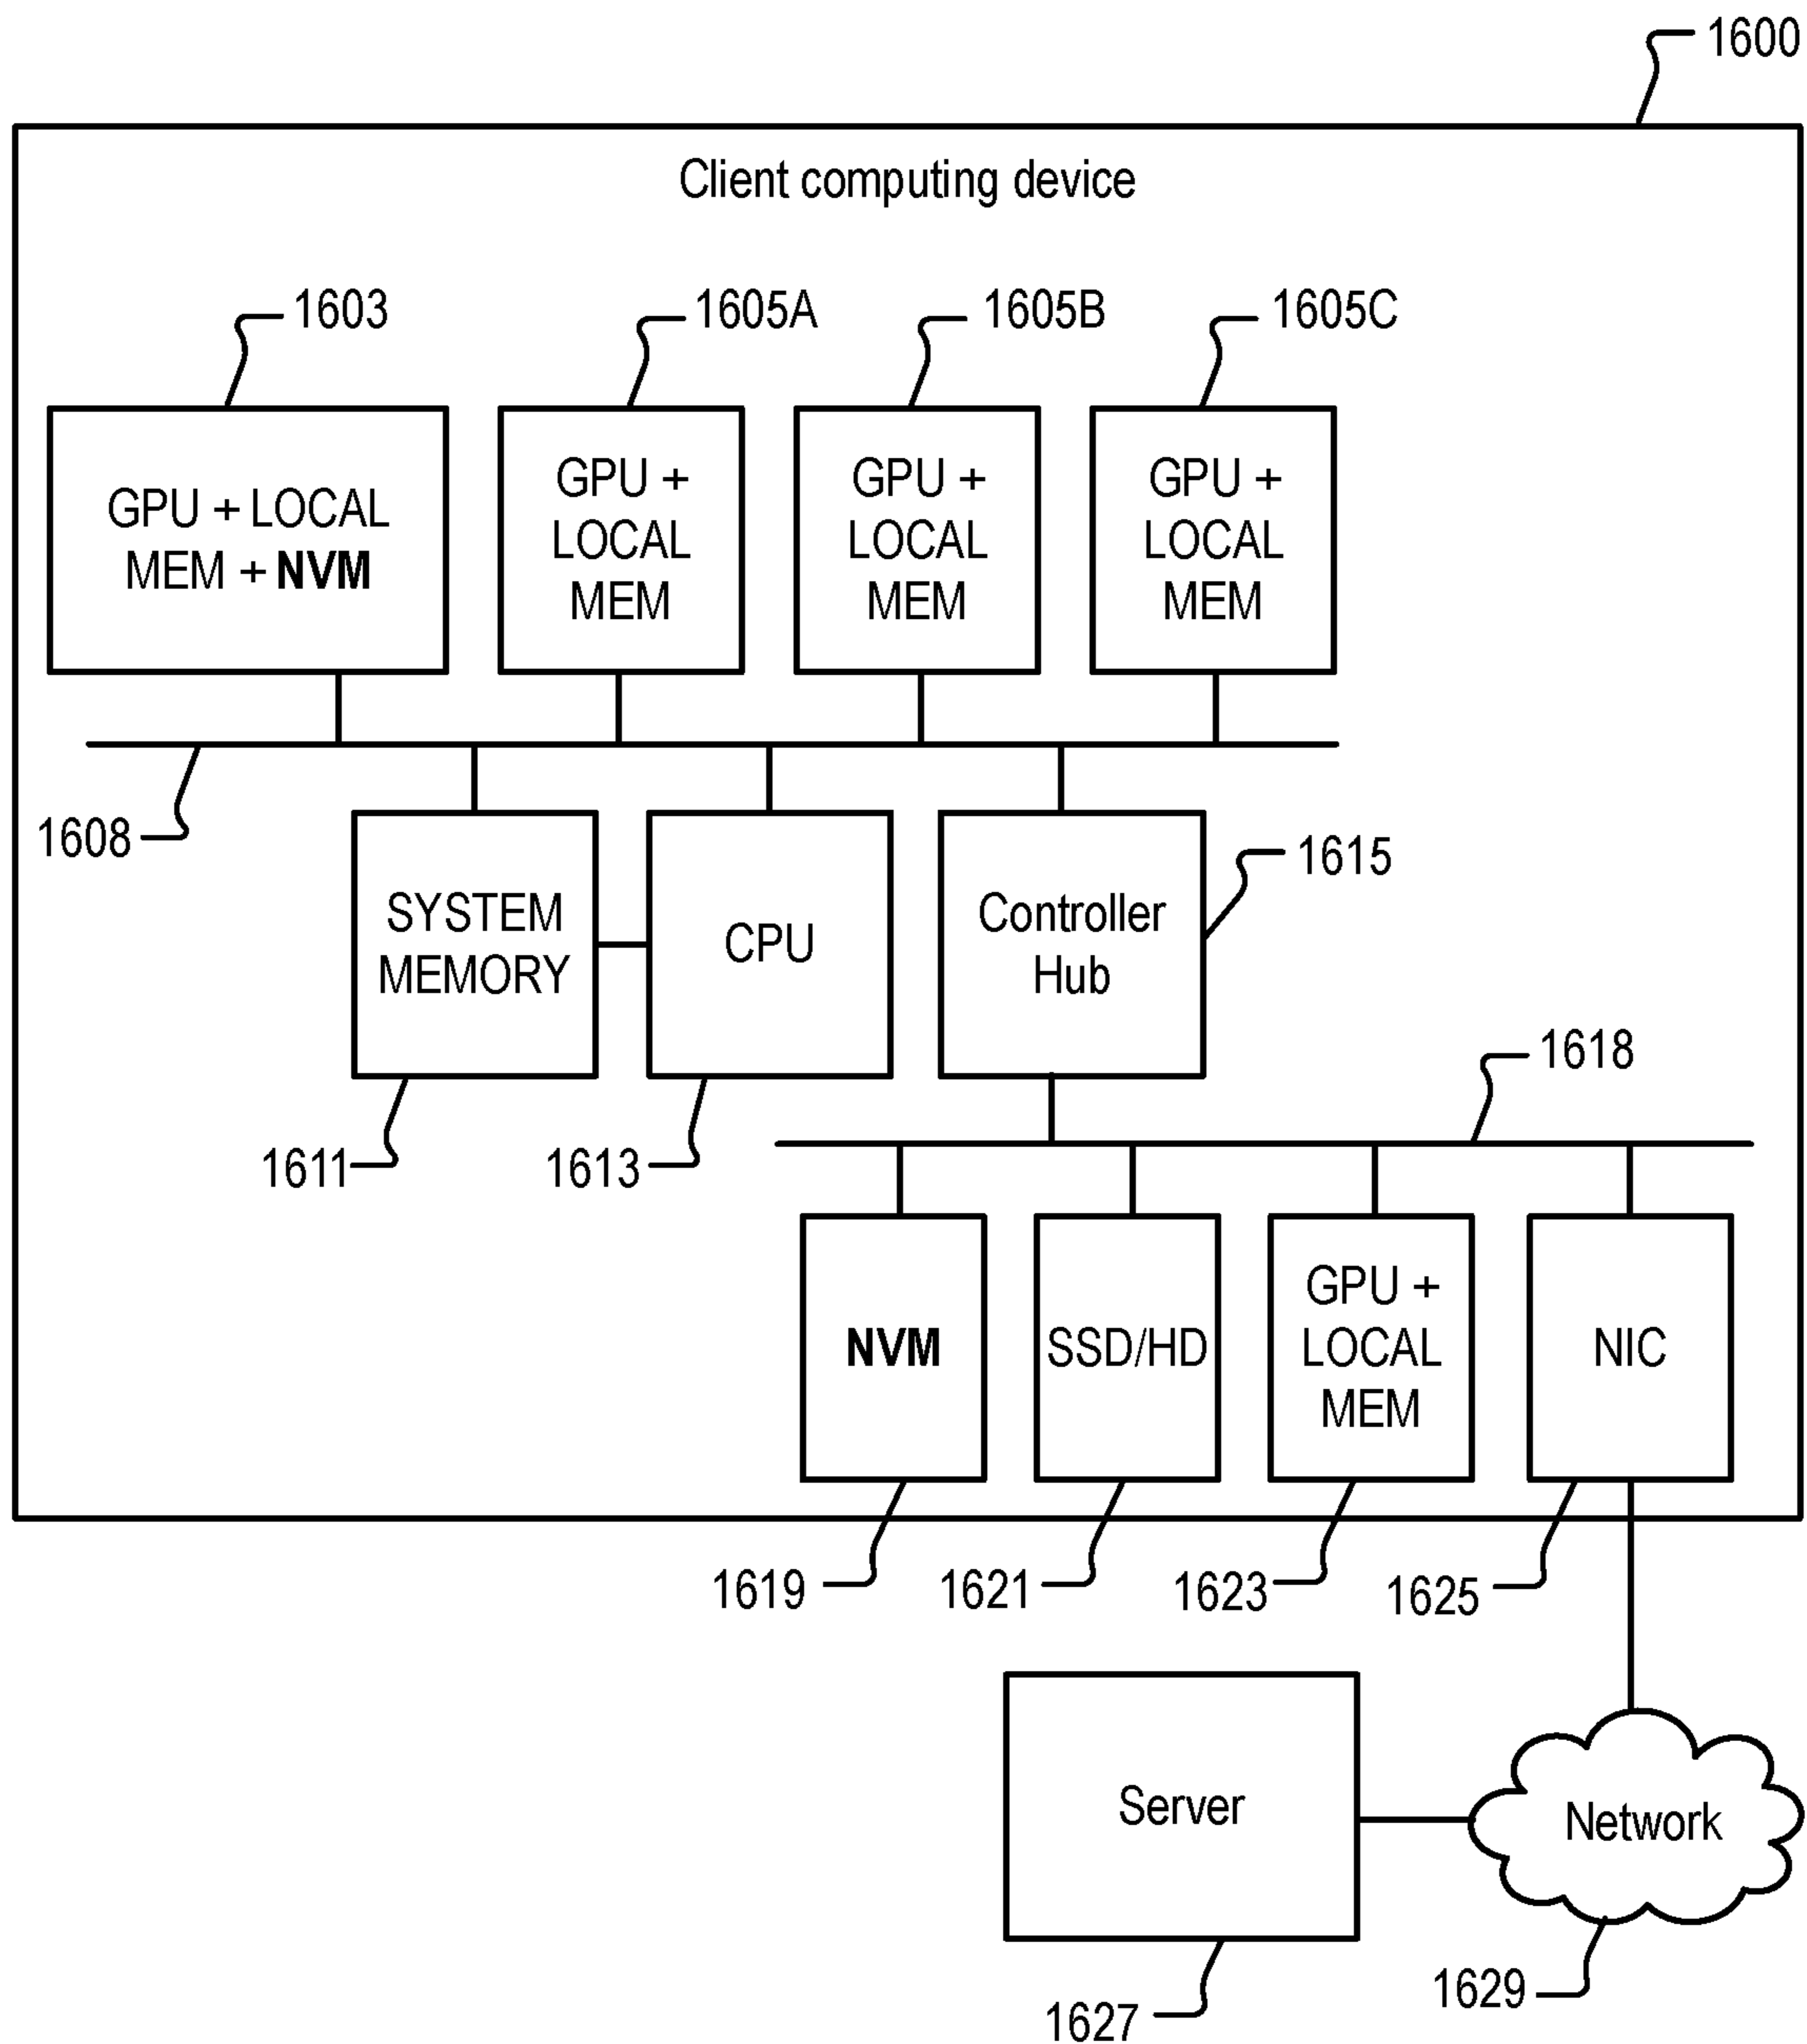 1600
Client computing device
1603
1605A
1605B
1605C
GPU + LOCAL
MEM + NVM
GPU +
LOCAL
MEM
GPU +
LOCAL
MEM
GPU +
LOCAL
MEM
1608
SYSTEM
MEMORY
CPU
Controller
Hub
1615
1611
1613
1618
NVM
SSD/HD
GPU +
LOCAL
MEM
NIC
1619
1621
1623
1625
Server
Network
1627
1629